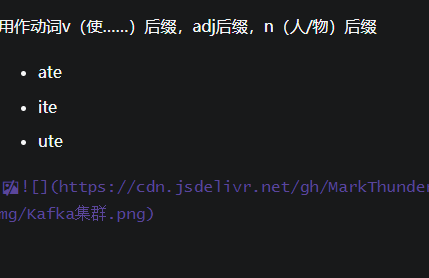 用作动词v（使……）后缀，adj后缀，n（人/物）后缀
ate
ite
ute
![](https://cdn.jsdelivr.net/gh/MarkThunder
mg/Kafka集群.png)